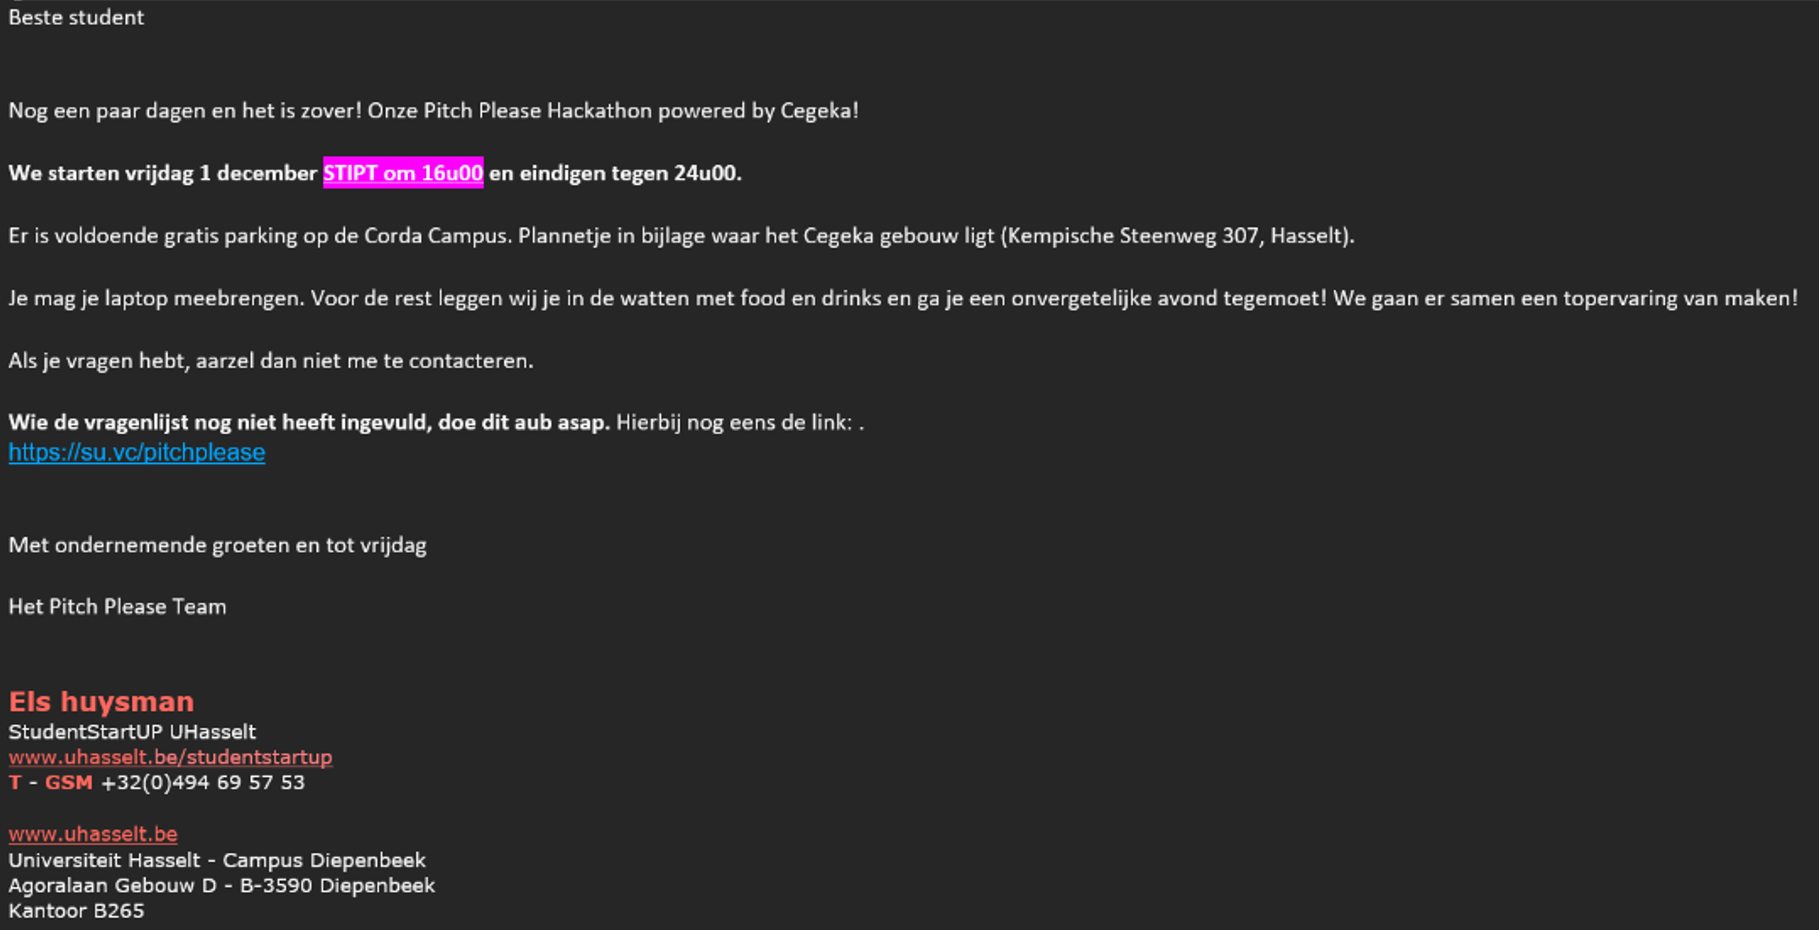 Beste student
Nog een paar dagen en het is zover! Onze Pitch Please Hackathon powered by Cegeka!
We starten vrijdag 1 december STIPT om 16u00 en eindigen tegen 24u00.
Er is voldoende gratis parking op de Corda Campus. Plannetje in bijlage waar het Cegeka gebouw ligt (Kempische Steenweg 307, Hasselt).
Je mag je laptop meebrengen. Voor de rest leggen wij je in de watten met food en drinks en ga je een onvergetelijke avond tegemoet! We gaan er samen een topervaring van maken!
Als je vragen hebt, aarzel dan niet me te contacteren.
Wie de vragenlijst nog niet heeft ingevuld, doe dit aub asap. Hierbij nog eens de link: .
https://su.vc/pitchplease
Met ondernemende groeten en tot vrijdag
Het Pitch Please Team
Els huysman
StudentStartUP UHasselt
www.uhasselt.be/studentstartup
T - GSM +32(0)494 69 57 53
www.uhasselt.be
Universiteit Hasselt - Campus Diepenbeek
Agoralaan Gebouw D - B-3590 Diepenbeek
Kantoor B265